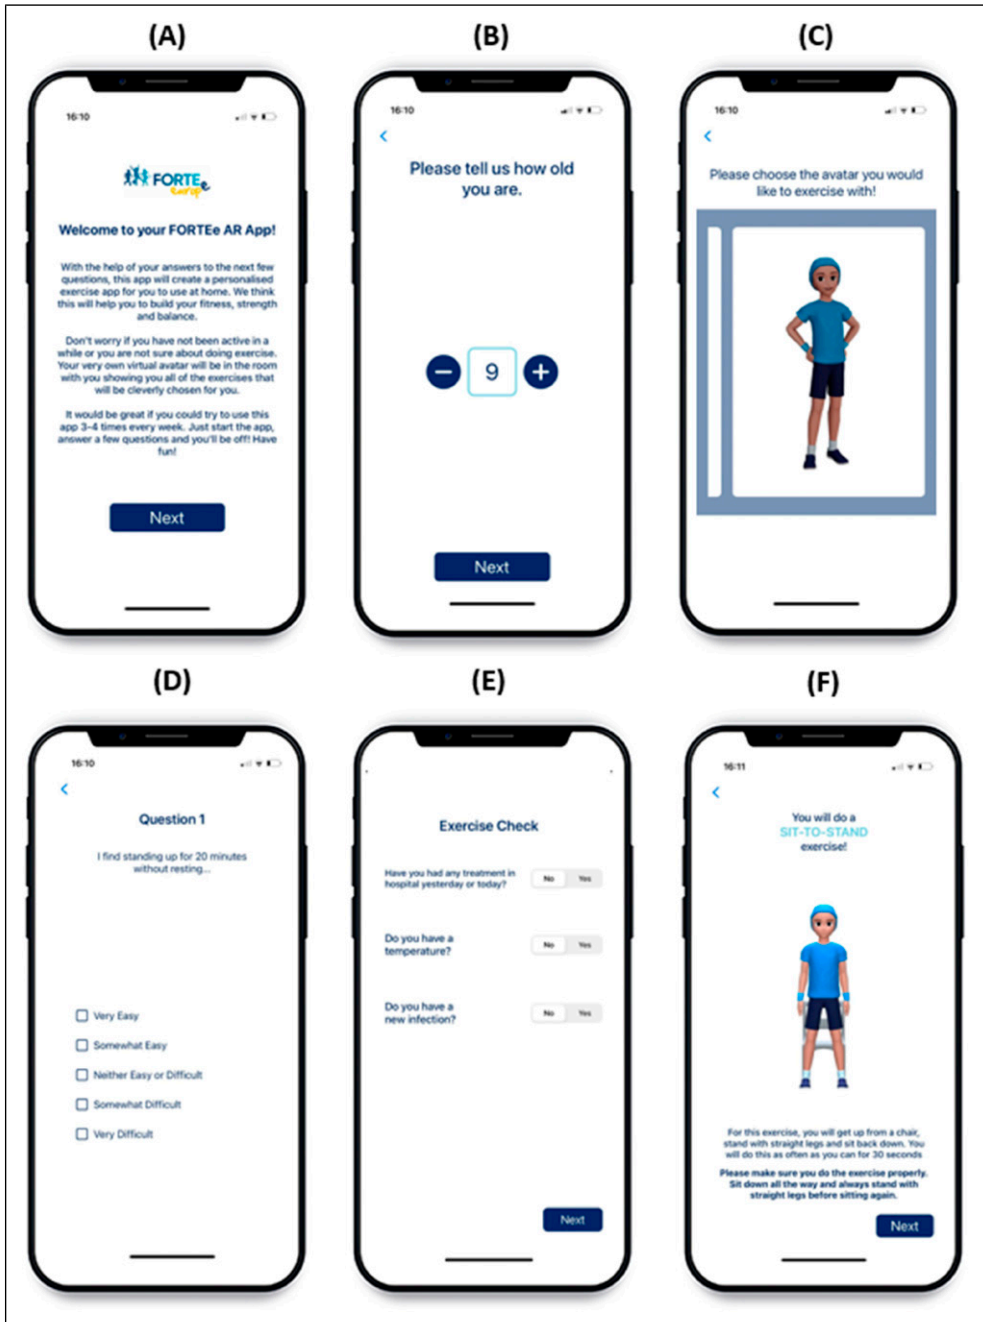 (A)
16:10
FORTEe
europe
Welcome to your FORTEe AR App!
With the help of your answers to the next few
questions, this app will create a personalised
exercise app for you to use at home. We think
this will help you to build your fitness, strength
and balance.
Don't worry if you have not been active in a
while or you are not sure about doing exercise.
Your very own virtual avatar will be in the room
with you showing you all of the exercises that
will be cleverly chosen for you.
It would be great if you could try to use this
app 3-4 times every week. Just start the app,
answer a few questions and you'll be off! Have
fun!
Next
(B)
16:10
Please tell us how old
you are.
9
Next
(C)
16:10
Please choose the avatar you would
like to exercise with!
(D)
16:10
Question 1
I find standing up for 20 minutes
without resting...
Very Easy
Somewhat Easy
Neither Easy or Difficult
Somewhat Difficult
Very Difficult
(E)
Exercise Check
Have you had any treatment in
hospital yesterday or today?
No Yes
Do you have a
temperature?
No Yes
Do you have a
new infection?
No Yes
Next
(F)
16:11
You will do a
SIT-TO-STAND
exercise!
For this exercise, you will get up from a chair,
stand with straight legs and sit back down. You
will do this as often as you can for 30 seconds
Please make sure you do the exercise properly.
Sit down all the way and always stand with
straight legs before sitting again.
Next